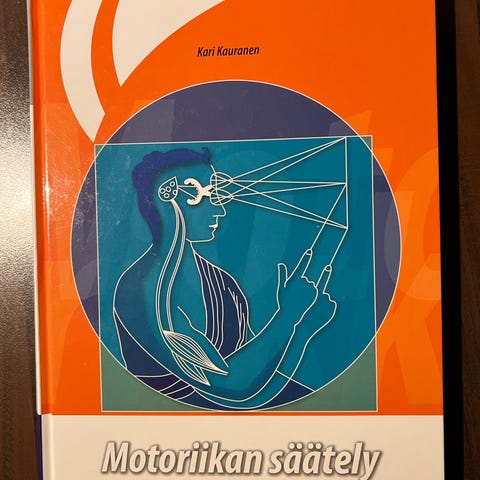 Kari Kauranen
Motoriikan säätely